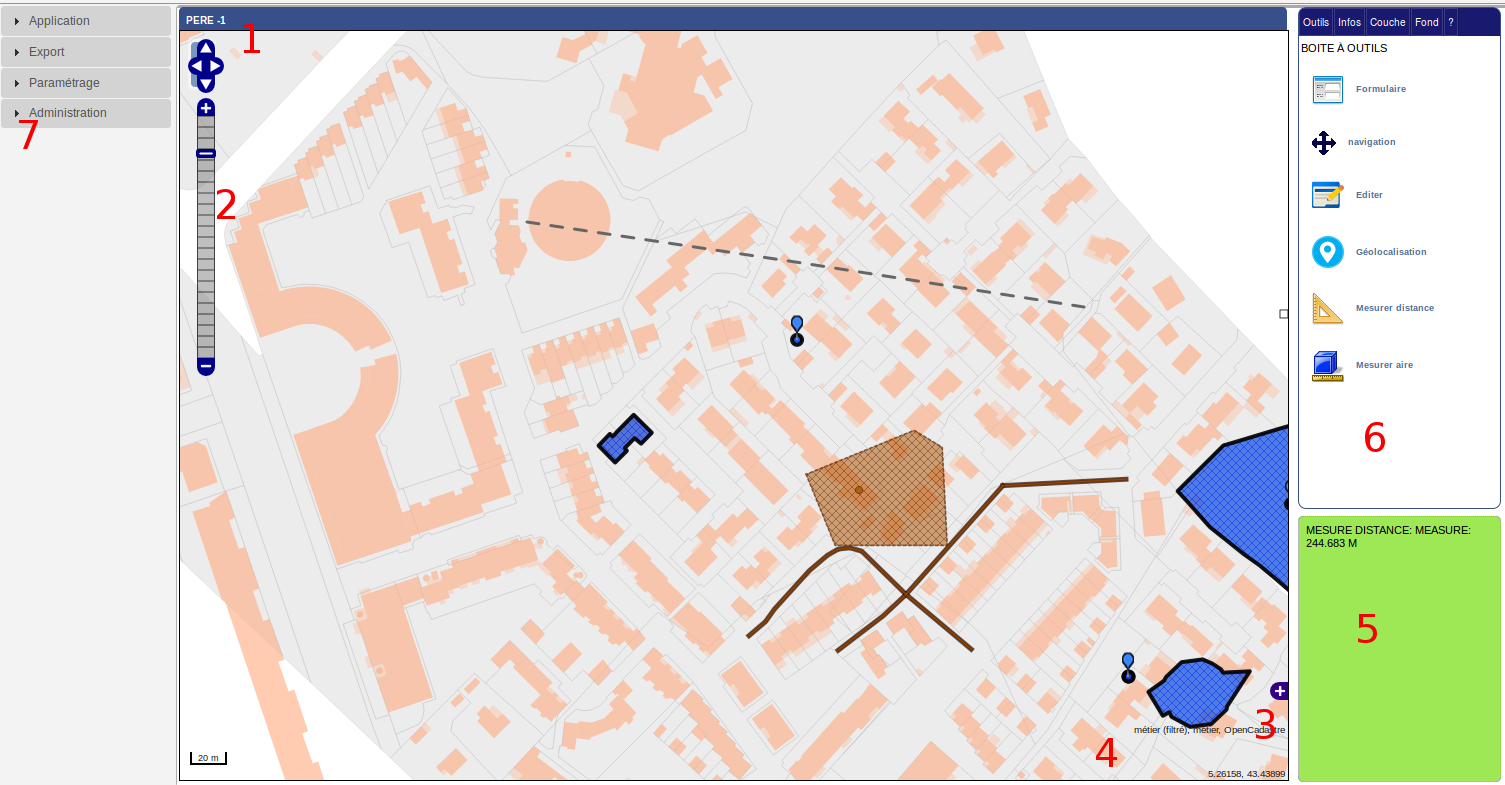 Application
Export
Paramétrage
Administration
7
PERE -1
1
2
20 m
3
métier (filtre), métier, OpenCadastre
4
5.26158, 43.43899
Outils Infos Couche Fond ?
BOITE À OUTILS
Formulaire
navigation
Editer
Géolocalisation
Mesurer distance
Mesurer aire
6
MESURE DISTANCE: MEASURE:
244.683 M
5